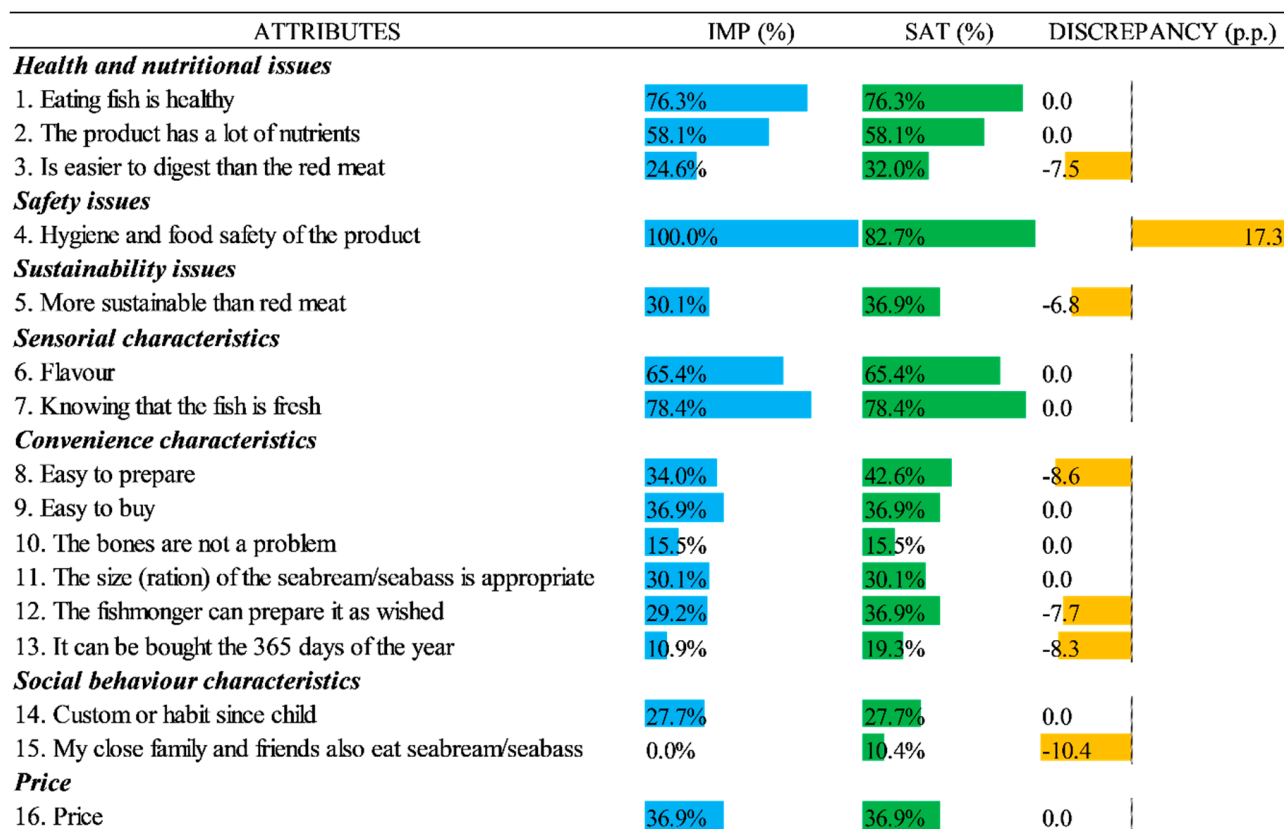 ATTRIBUTES IMP (%) SAT (%) DISCREPANCY (p.p.)
Health and nutritional issues
1. Eating fish is healthy 76.3% 76.3% 0.0
2. The product has a lot of nutrients 58.1% 58.1% 0.0
3. Is easier to digest than the red meat 24.6% 32.0% -7.5
Safety issues
4. Hygiene and food safety of the product 100.0% 82.7% 17.3
Sustainability issues
5. More sustainable than red meat 30.1% 36.9% -6.8
Sensorial characteristics
6. Flavour 65.4% 65.4% 0.0
7. Knowing that the fish is fresh 78.4% 78.4% 0.0
Convenience characteristics
8. Easy to prepare 34.0% 42.6% -8.6
9. Easy to buy 36.9% 36.9% 0.0
10. The bones are not a problem 15.5% 15.5% 0.0
11. The size (ration) of the seabream/seabass is appropriate 30.1% 30.1% 0.0
12. The fishmonger can prepare it as wished 29.2% 36.9% -7.7
13. It can be bought the 365 days of the year 10.9% 19.3% -8.3
Social behaviour characteristics
14. Custom or habit since child 27.7% 27.7% 0.0
15. My close family and friends also eat seabream/seabass 0.0% 10.4% -10.4
Price
16. Price 36.9% 36.9% 0.0